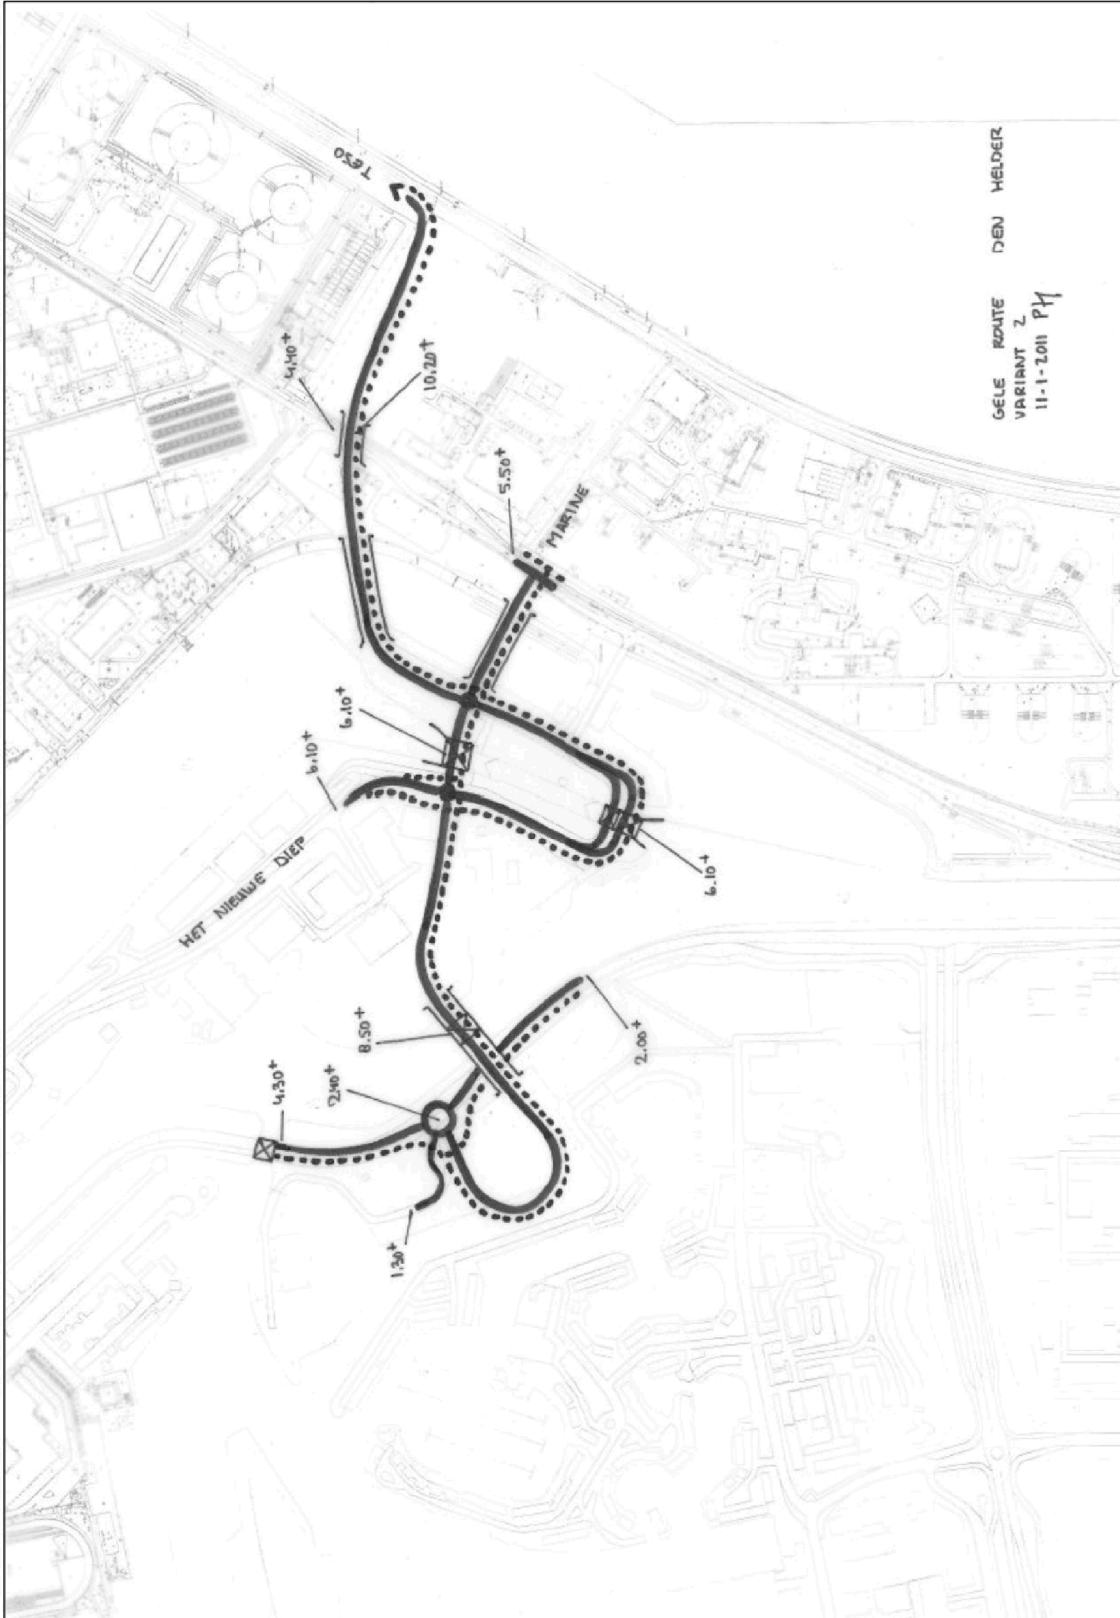 GELE ROUTE DEN HELDER
VARIANT 2
11-1-2011 PH
TESO
4.40+
10.20+
5.50+
MARINE
6.10+
6.10+
HET NIEUWE DIEP
6.10+
8.50+
2.00+
4.30+
2.40+
1.30+